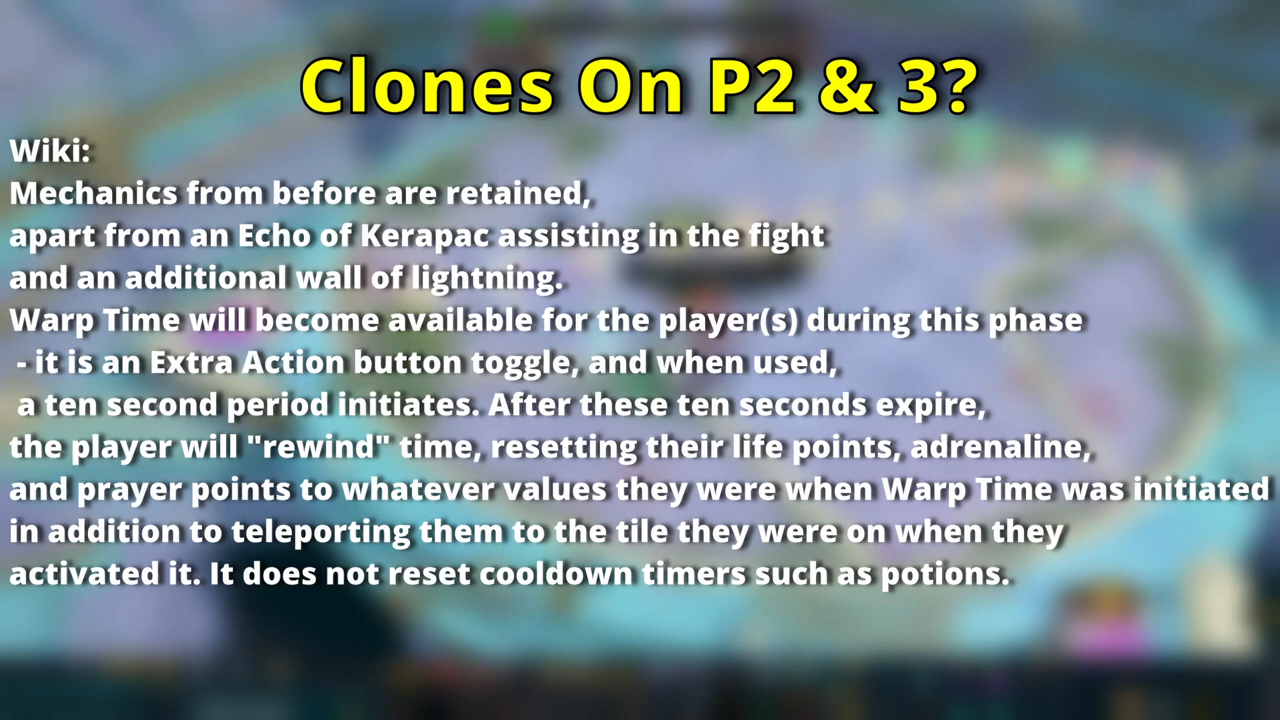 Clones On P2 & 3?
Wiki:
Mechanics from before are retained,
apart from an Echo of Kerapac assisting in the fight
and an additional wall of lightning.
Warp Time will become available for the player(s) during this phase
- it is an Extra Action button toggle, and when used,
a ten second period initiates. After these ten seconds expire,
the player will "rewind" time, resetting their life points, adrenaline,
and prayer points to whatever values they were when Warp Time was initiated
in addition to teleporting them to the tile they were on when they
activated it. It does not reset cooldown timers such as potions.